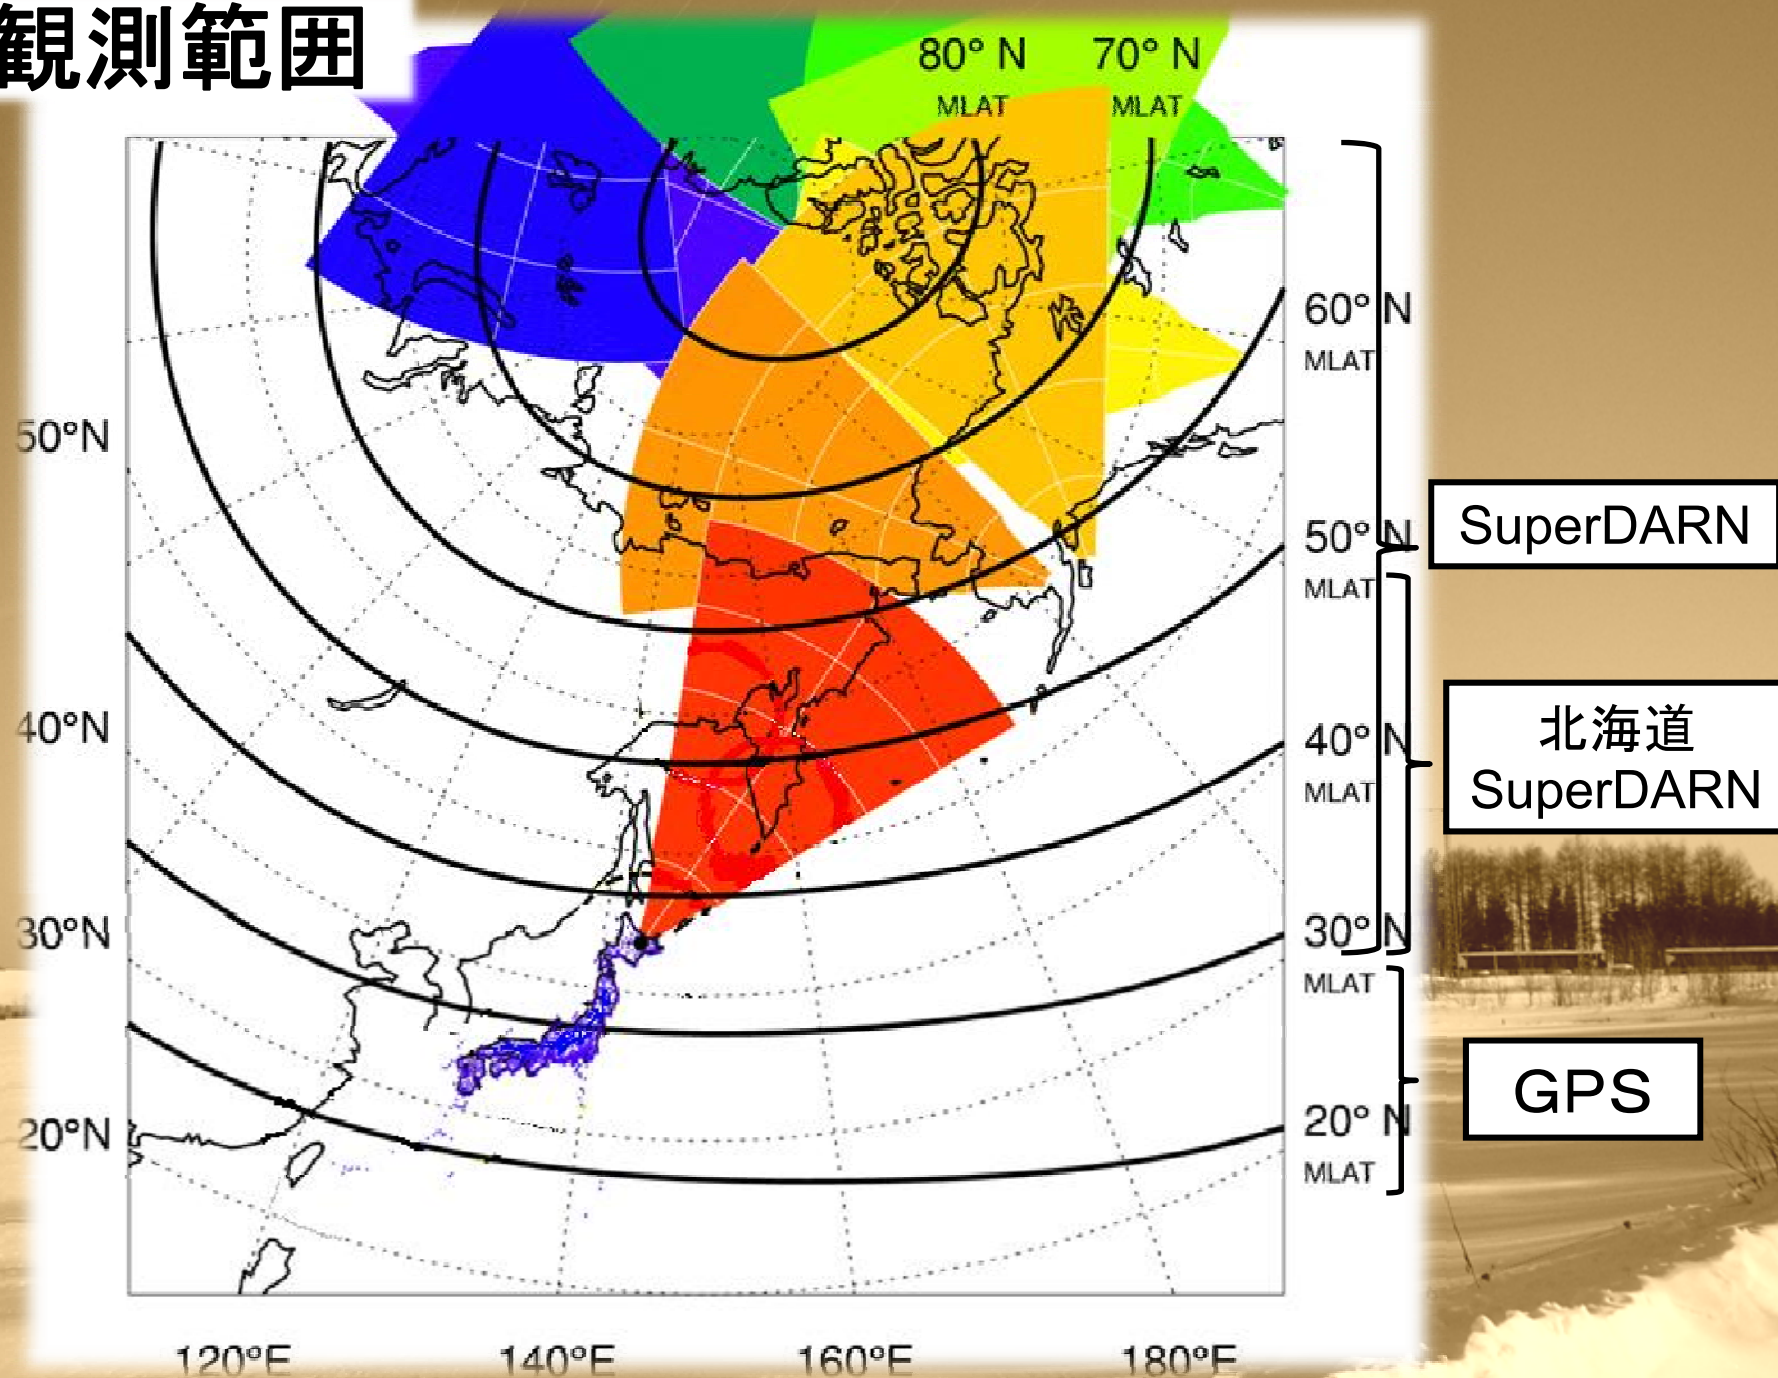 観測範囲
80° N
MLAT
70° N
MLAT
60° N
MLAT
50° N
MLAT
40° N
MLAT
30° N
MLAT
20° N
MLAT
50°N
40°N
30°N
20°N
120°E
140°E
160°E
180°E
SuperDARN
北海道
SuperDARN
GPS